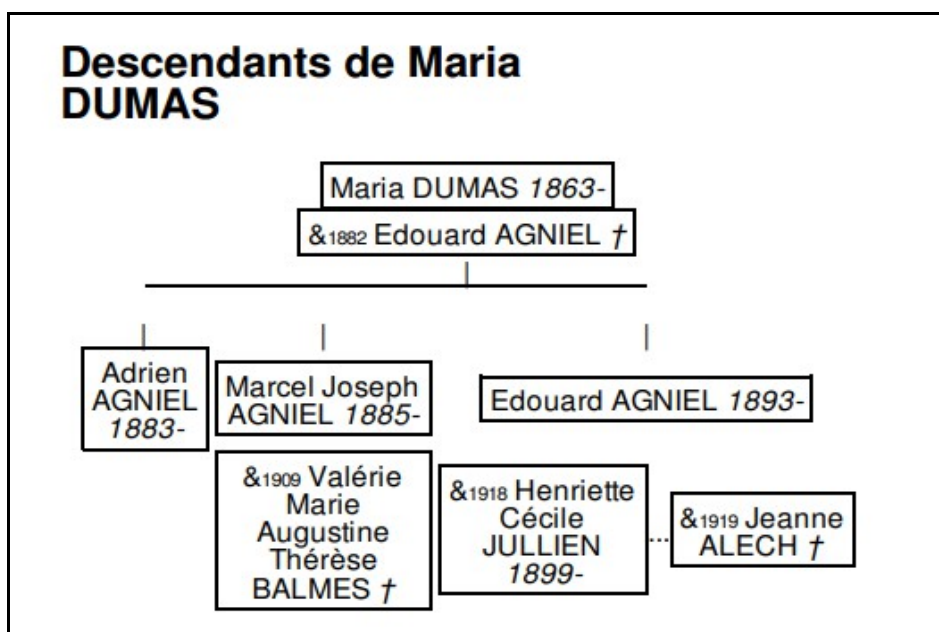 Descendants de Maria
DUMAS
Maria DUMAS 1863-
&1882 Edouard AGNIEL †
Adrien
AGNIEL
1883-
Marcel Joseph
AGNIEL 1885-
Edouard AGNIEL 1893-
&1909 Valérie
Marie
Augustine
Thérèse
BALMES †
&1918 Henriette
Cécile
JULLIEN
1899-
...
&1919 Jeanne
ALECH †